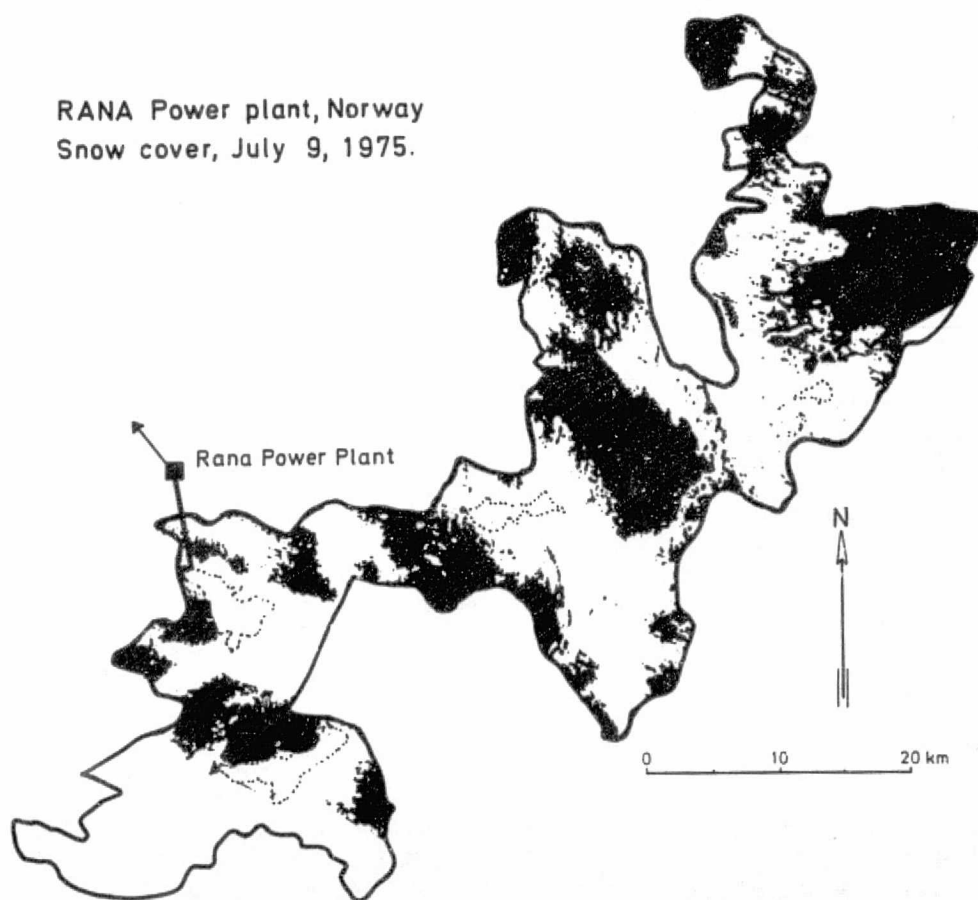 RANA Power plant, Norway
Snow cover, July 9, 1975.
Rana Power Plant
N
0 10 20 km